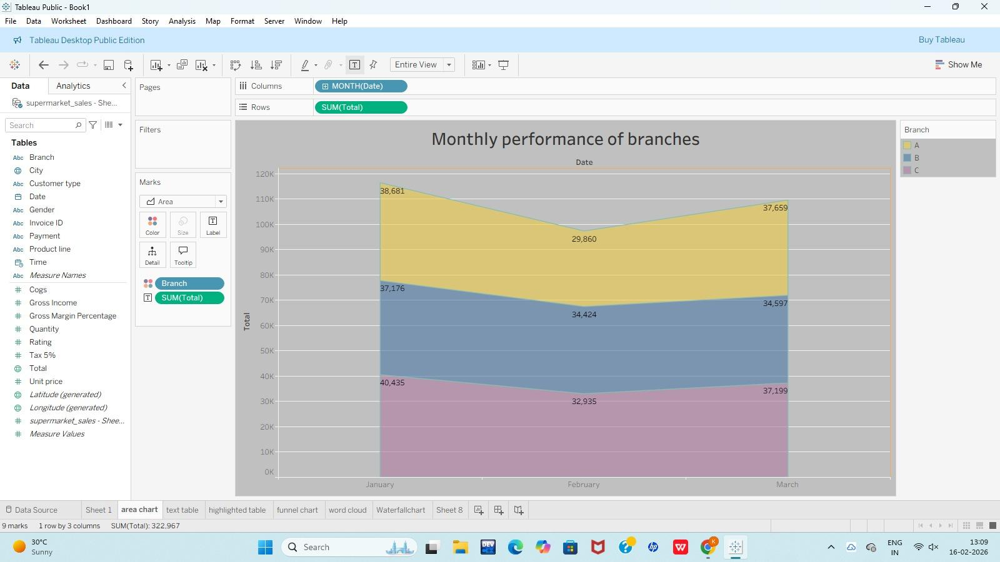 Tableau Public - Book1
File Data Worksheet Dashboard Story Analysis Map Format Server Window Help
Tableau Desktop Public Edition
Buy Tableau
Entire View
Show Me
Data Analytics
supermarket_sales - She...
Search
Tables
Abc Branch
City
Abc Customer type
Date
Abc Gender
Abc Invoice ID
Abc Payment
Abc Product line
Time
Abc Measure Names
# Cogs
# Gross Income
# Gross Margin Percentage
# Quantity
# Rating
# Tax 5%
Total
# Unit price
Latitude (generated)
Longitude (generated)
# supermarket_sales - Shee...
# Measure Values
Pages
Filters
Marks
Area
Color Size Label
Detail Tooltip
Branch
SUM(Total)
Columns MONTH(Date)
Rows SUM(Total)
Monthly performance of branches
Date
Total
120K
110K
100K
90K
80K
70K
60K
50K
40K
30K
20K
10K
0K
38,681
29,860
37,659
37,176
34,424
34,597
40,435
32,935
37,199
January February March
Branch
A
B
C
Data Source Sheet 1 area chart text table highlighted table funnel chart word cloud Waterfallchart Sheet 8
9 marks 1 row by 3 columns SUM(Total): 322,967
30°C
Sunny
Search
DEV
K
ENG
IN
13:09
16-02-2026